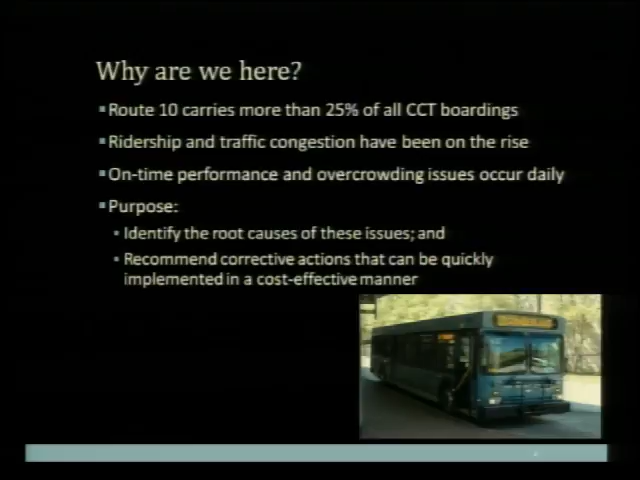 Why are we here?
Route 10 carries more than 25% of all CCT boardings
Ridership and traffic congestion have been on the rise
On-time performance and overcrowding issues occur daily
Purpose:
Identify the root causes of these issues; and
Recommend corrective actions that can be quickly
implemented in a cost-effective manner